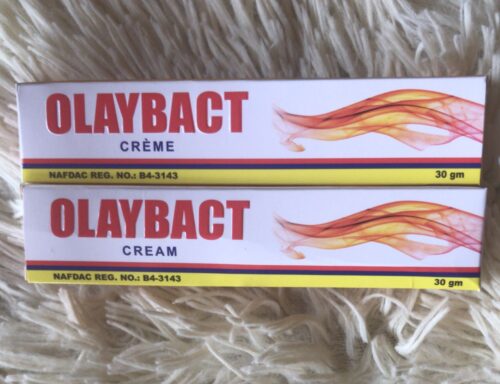 OLAYBACT
CRÈME
NAFDAC REG. NO.: B4-3143 30 gm
OLAYBACT
CREAM
NAFDAC REG. NO.: B4-3143 30 gm